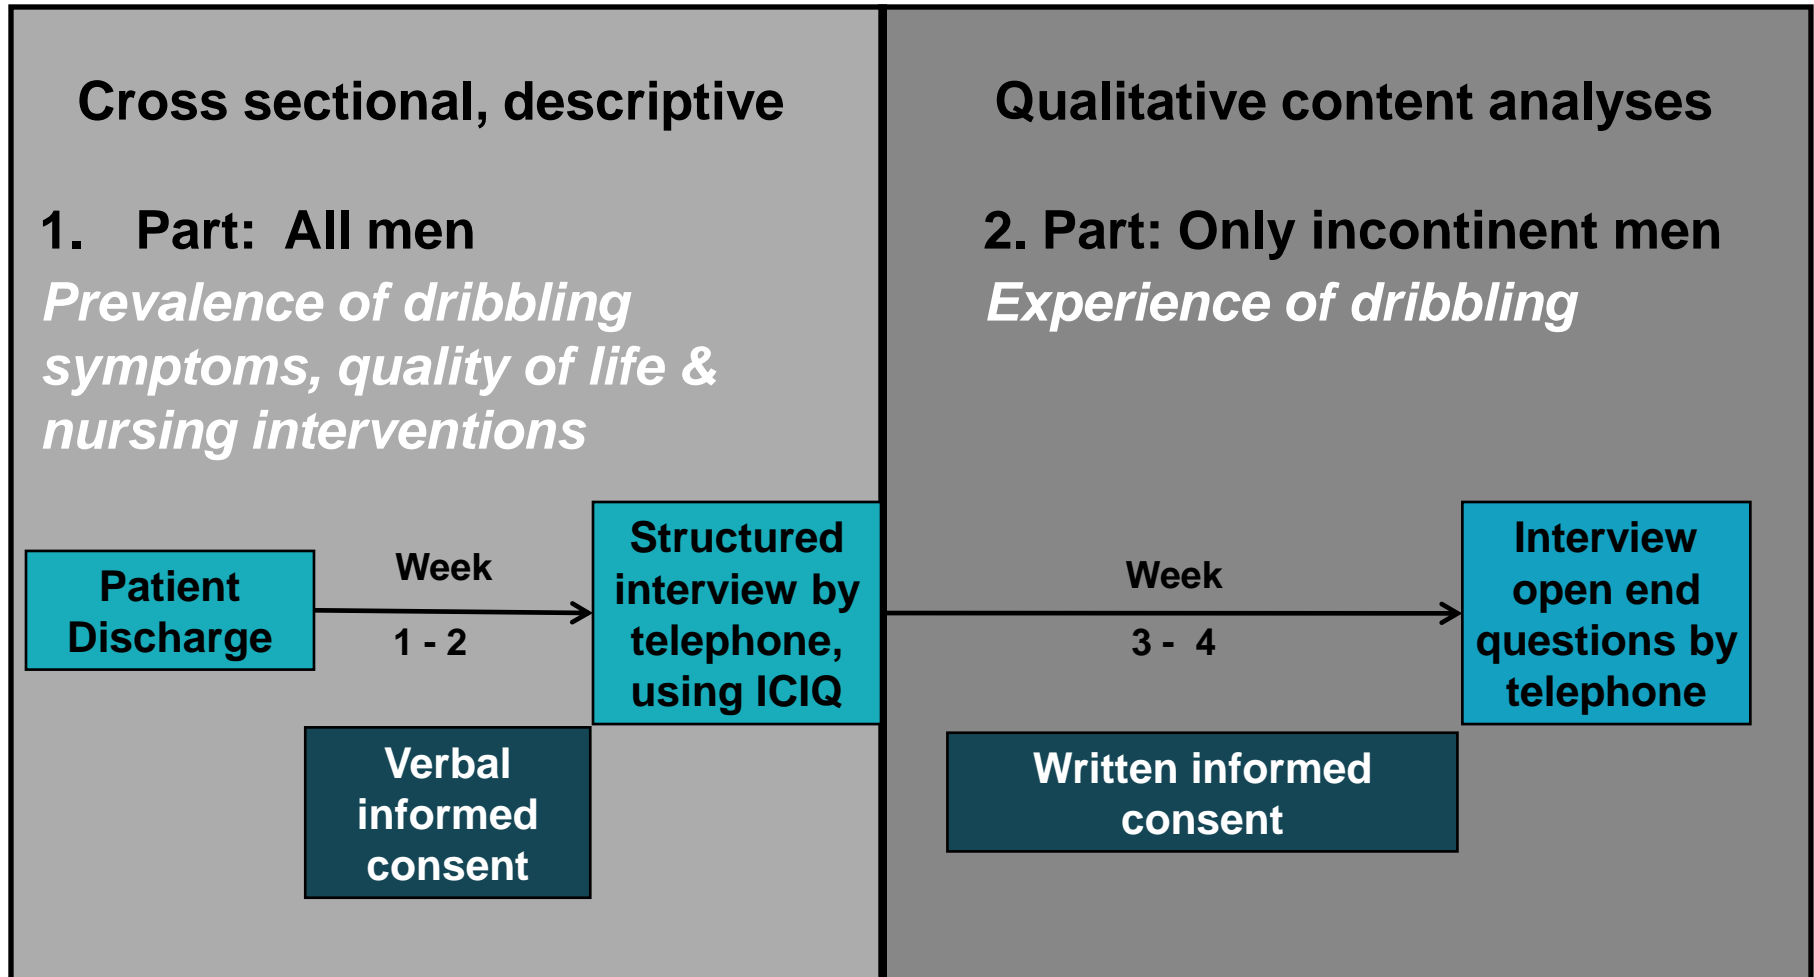 Cross sectional, descriptive
1. Part: All men
Prevalence of dribbling
symptoms, quality of life &
nursing interventions
Patient
Discharge
Week
1 - 2
Structured
interview by
telephone,
using ICIQ
Verbal
informed
consent
Qualitative content analyses
2. Part: Only incontinent men
Experience of dribbling
Week
3 - 4
Interview
open end
questions by
telephone
Written informed
consent